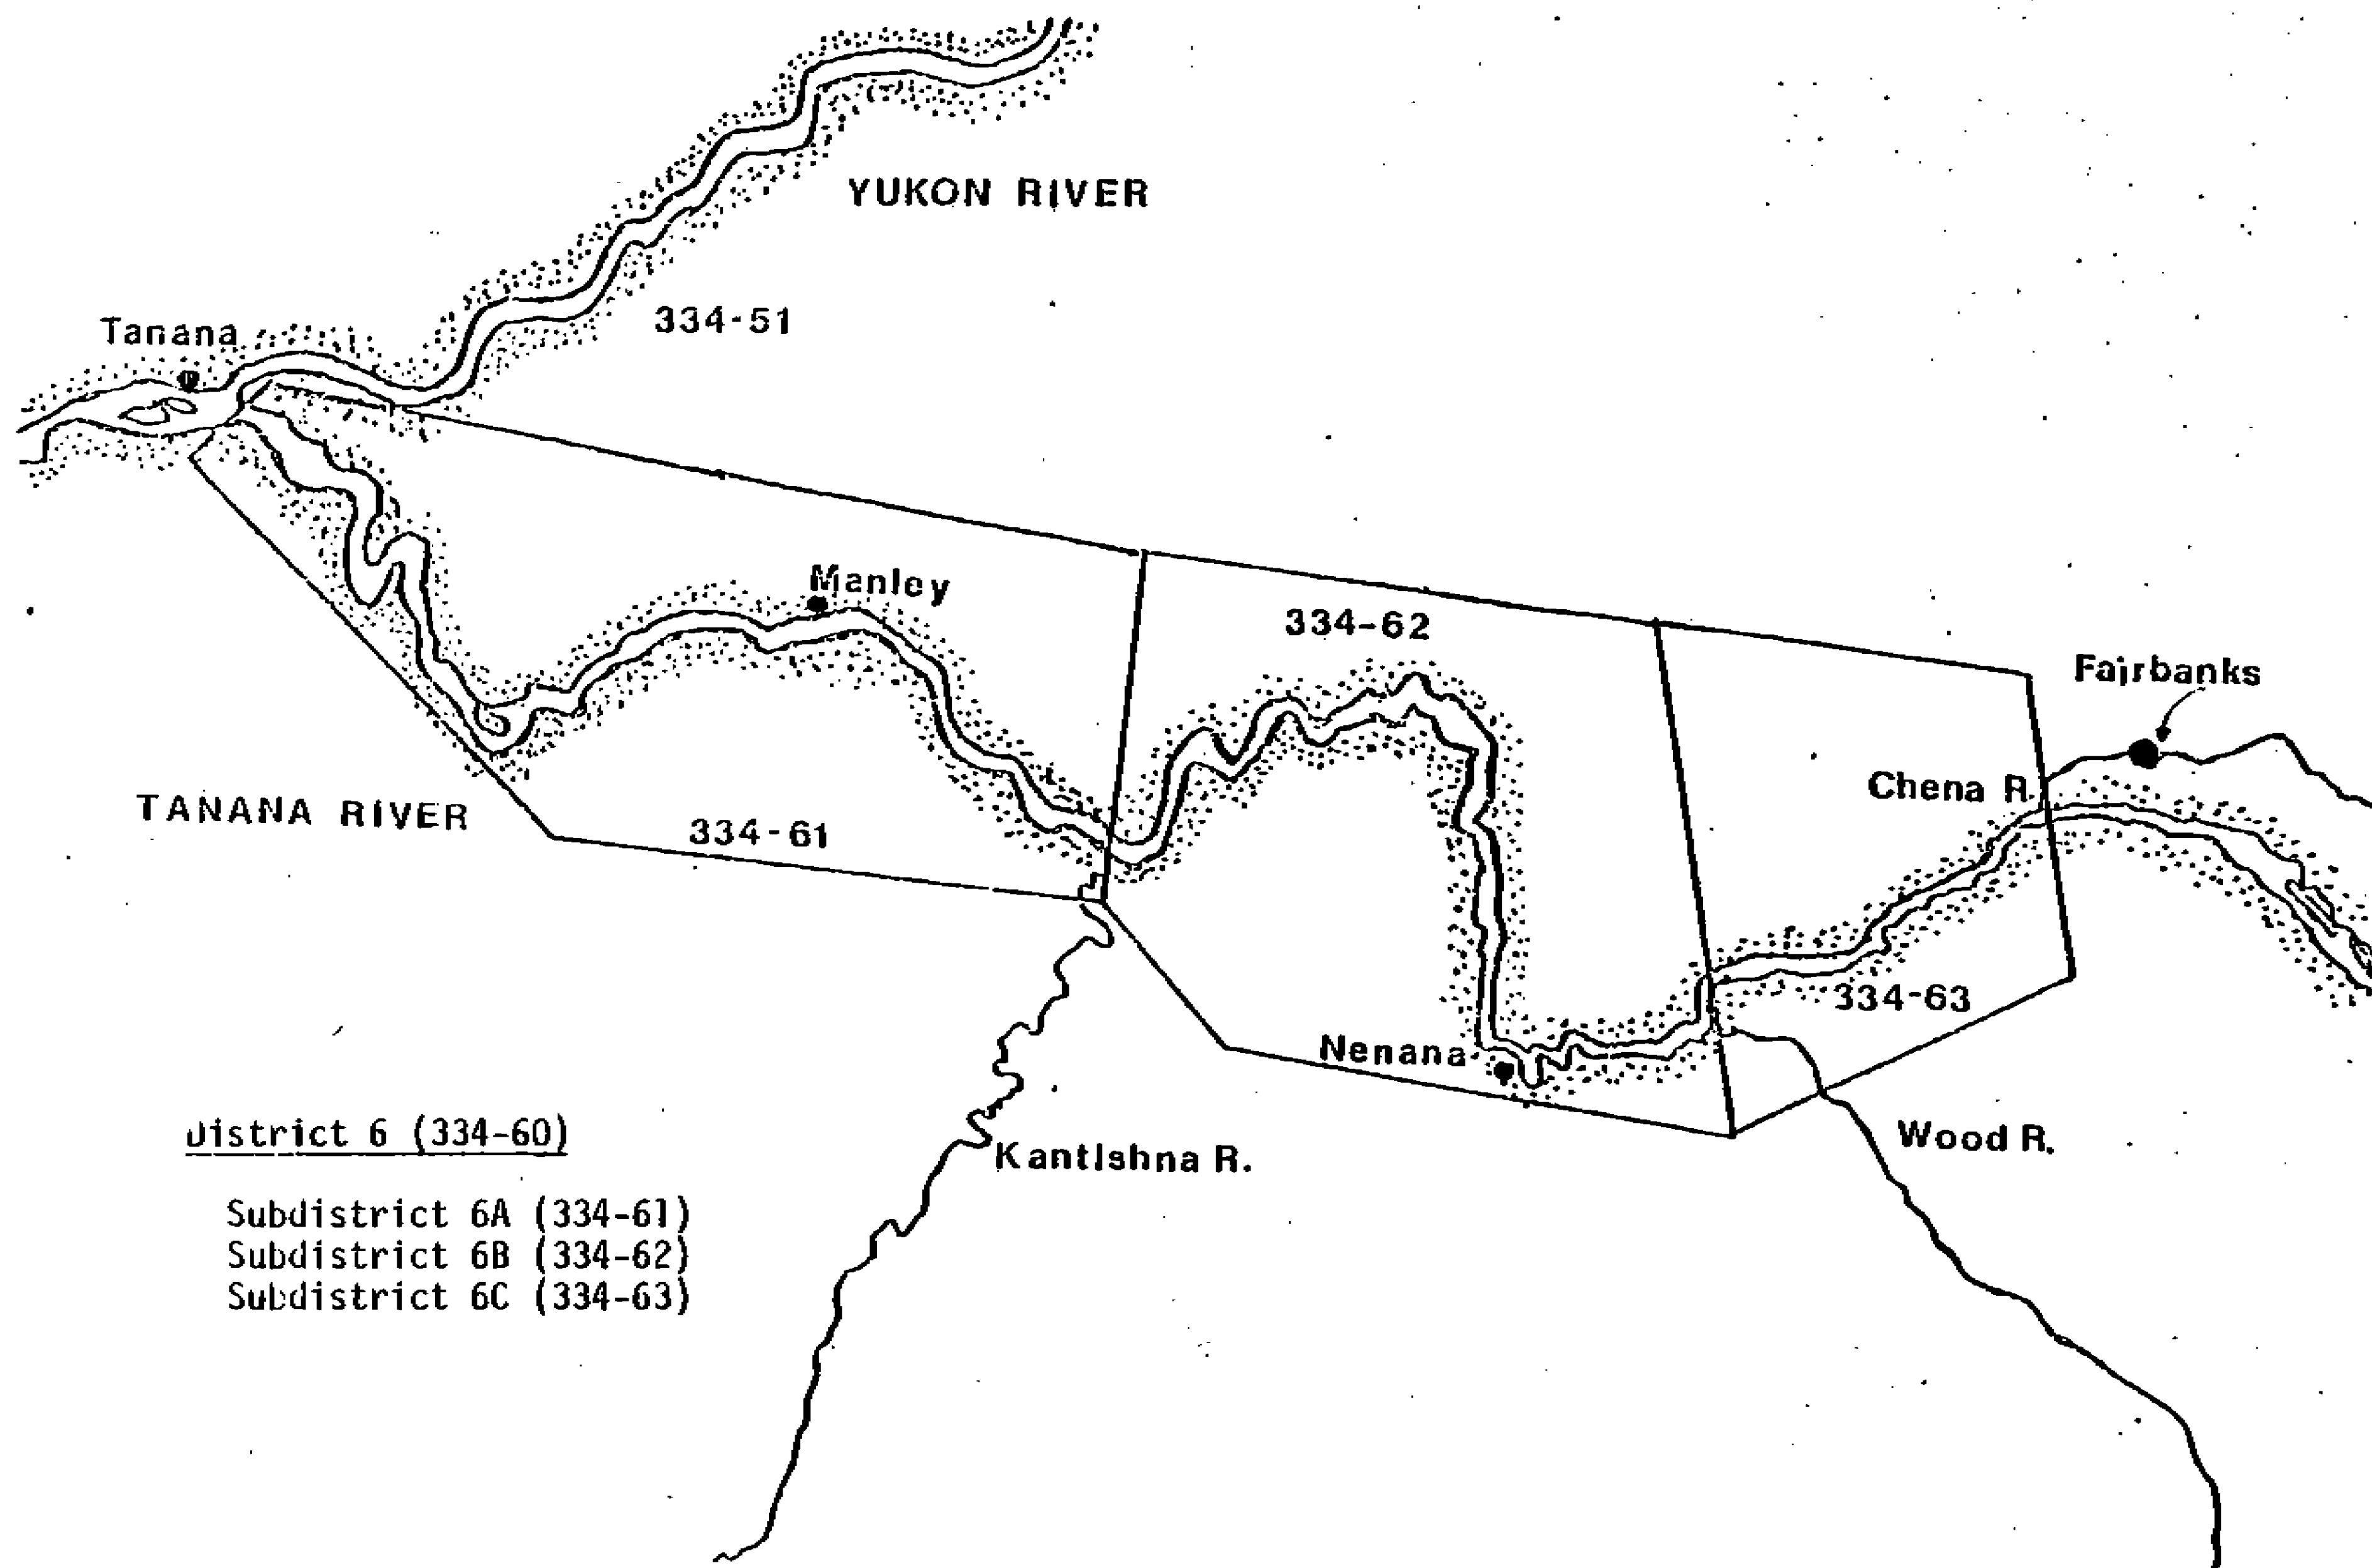 YUKON RIVER
334-51
Tanana
Manley
334-62
Fairbanks
Chena R.
TANANA RIVER
334-61
334-63
Nenana
Wood R.
Kantishna R.
District 6 (334-60)
Subdistrict 6A (334-61)
Subdistrict 6B (334-62)
Subdistrict 6C (334-63)